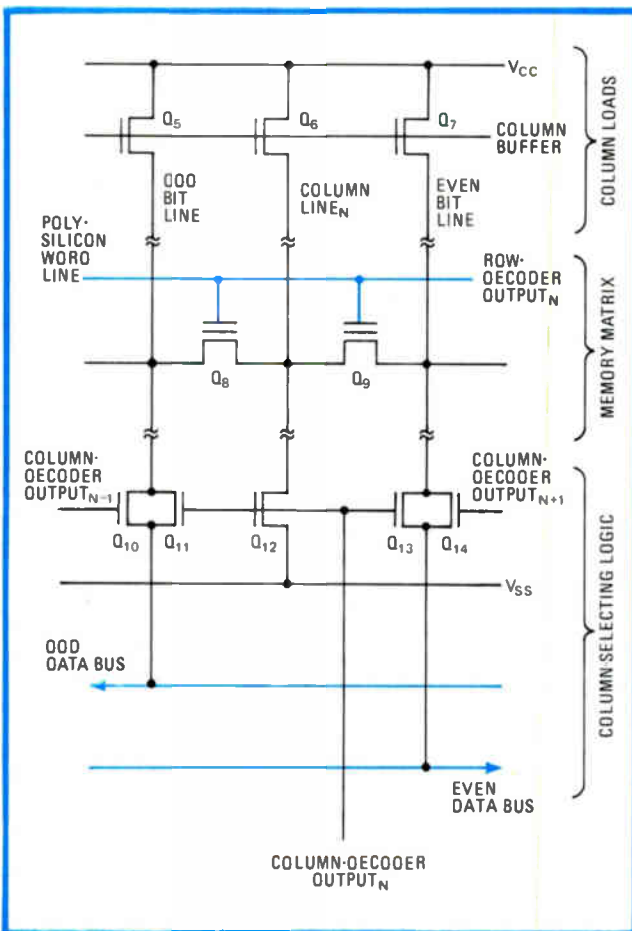 VCC
Q5
Q6
Q7
COLUMN
BUFFER
ODD
BIT
LINE
COLUMN
LINEN
EVEN
BIT
LINE
COLUMN LOADS
POLY-
SILICON
WORD
LINE
ROW-
DECODER
OUTPUTN
Q8
Q9
MEMORY MATRIX
COLUMN-
DECODER
OUTPUTN-1
COLUMN-
DECODER
OUTPUTN+1
Q10
Q11
Q12
Q13
Q14
VSS
ODD
DATA BUS
EVEN
DATA BUS
COLUMN-SELECTING LOGIC
COLUMN-DECODER
OUTPUTN